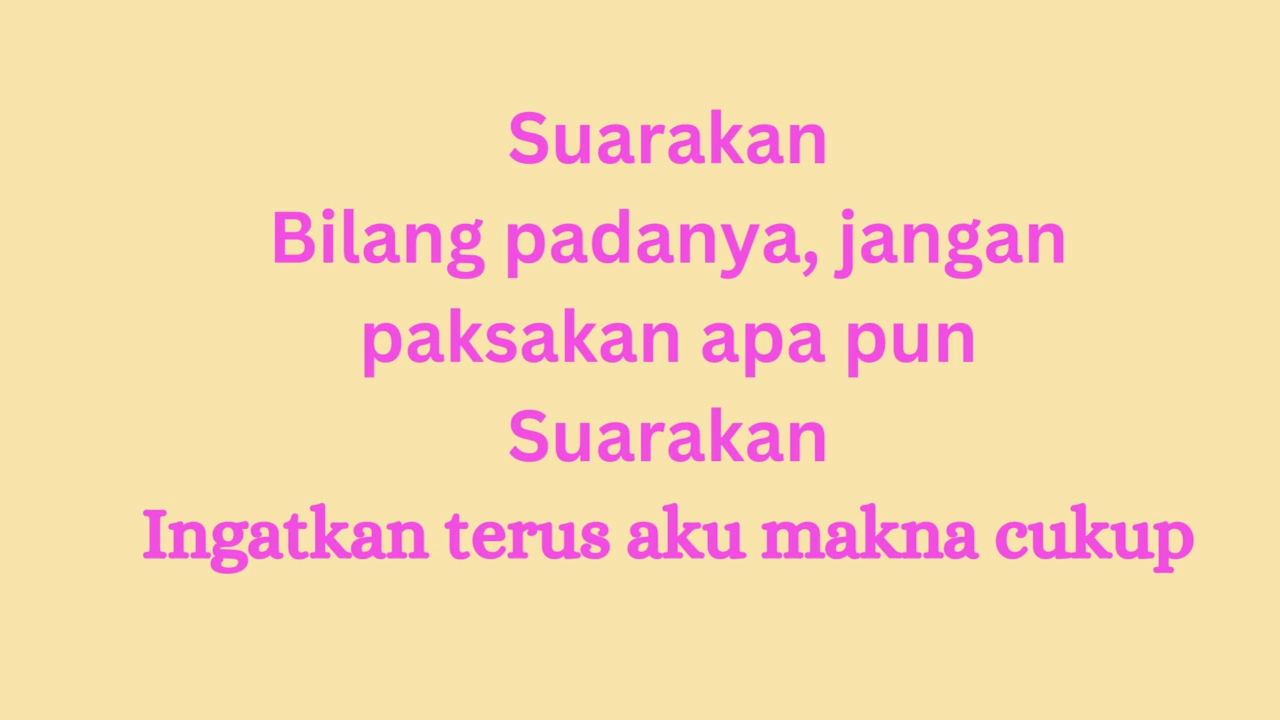 Suarakan
Bilang padanya, jangan
paksakan apa pun
Suarakan
Ingatkan terus aku makna cukup